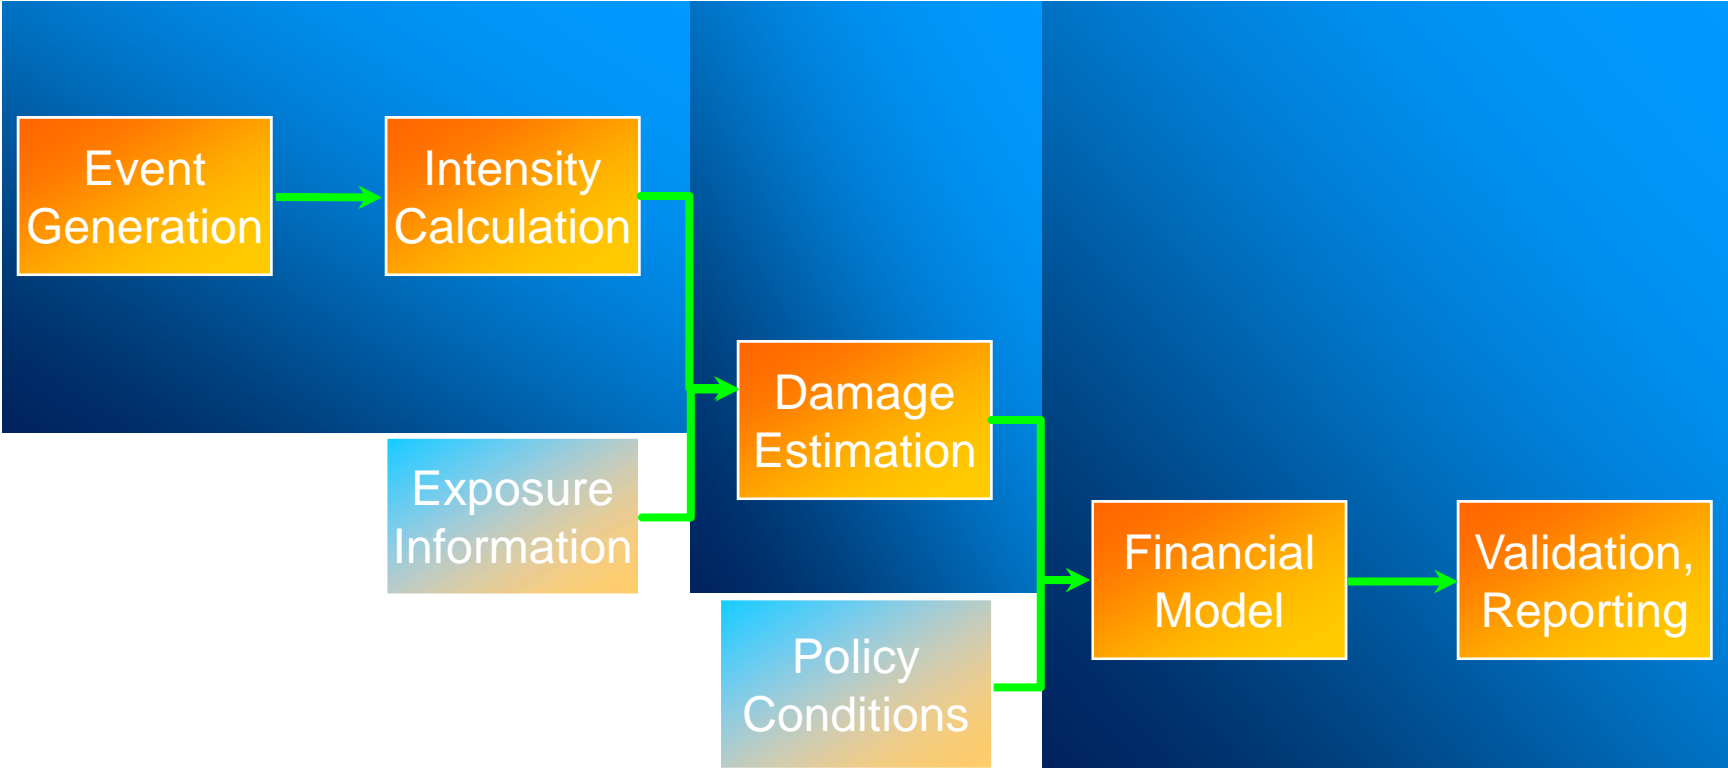 Event
Generation
Intensity
Calculation
Exposure
Information
Damage
Estimation
Policy
Conditions
Financial
Model
Validation,
Reporting